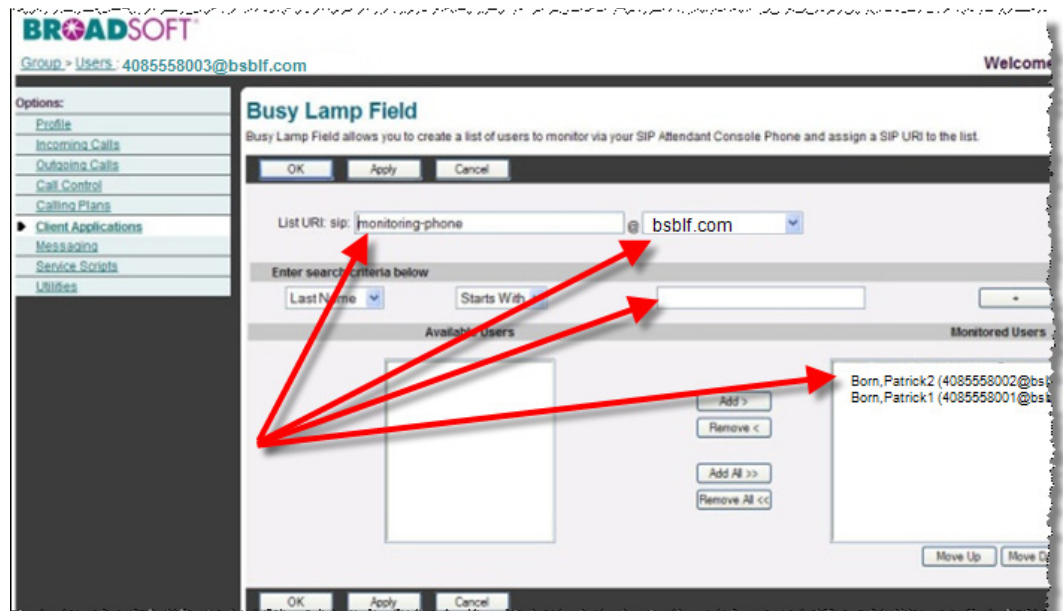 BROADSOFT
Group > Users : 4085558003@bsblf.com
Welcome
Options:
Profile
Incoming Calls
Outgoing Calls
Call Control
Calling Plans
Client Applications
Messaging
Service Scripts
Utilities
Busy Lamp Field
Busy Lamp Field allows you to create a list of users to monitor via your SIP Attendant Console Phone and assign a SIP URI to the list.
OK Apply Cancel
List URI: sip: monitoring-phone @ bsblf.com
Enter search criteria below
Last Name Starts With +
Available Users Monitored Users
Born,Patrick2 (4085558002@bsb
Born,Patrick1 (4085558001@bsb
Add >
Remove <
Add All >>
Remove All <<
Move Up Move D
OK Apply Cancel